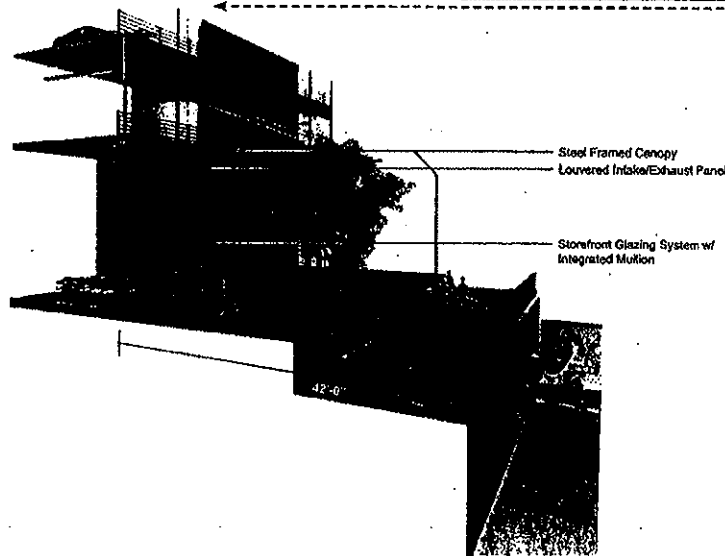 Steel Framed Canopy
Louvered Intake/Exhaust Panel
Storefront Glazing System w/
Integrated Mullion
42'-0"